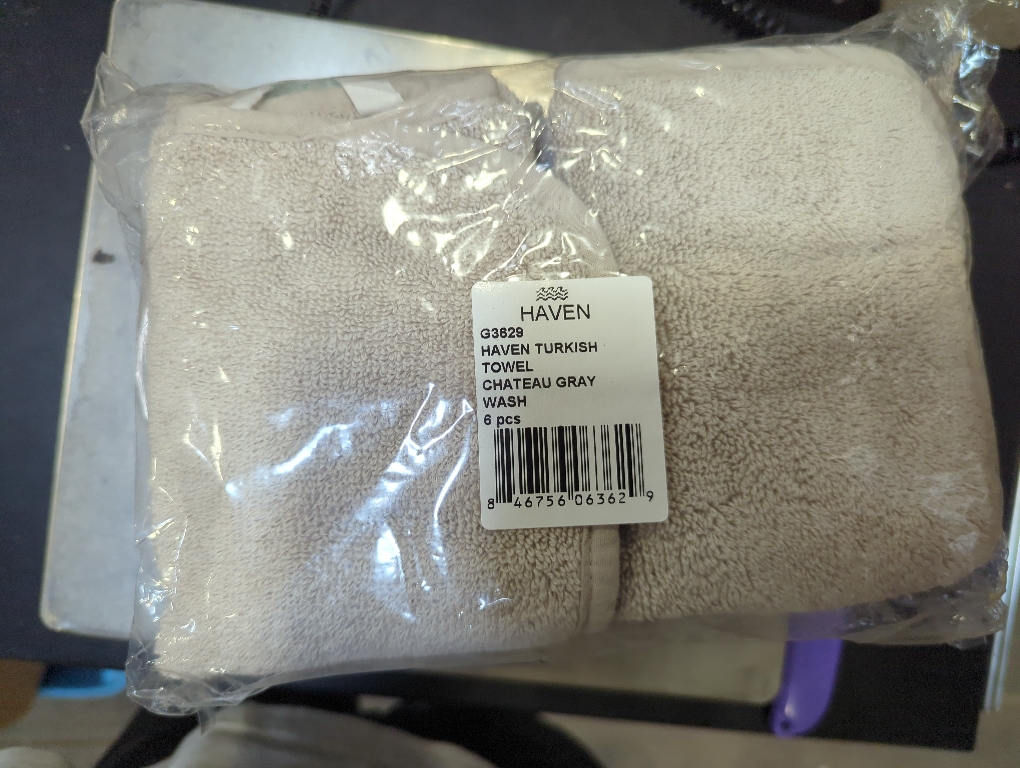 HAVEN
G3629
HAVEN TURKISH
TOWEL
CHATEAU GRAY
WASH
6 pcs
8 46756 06362 9